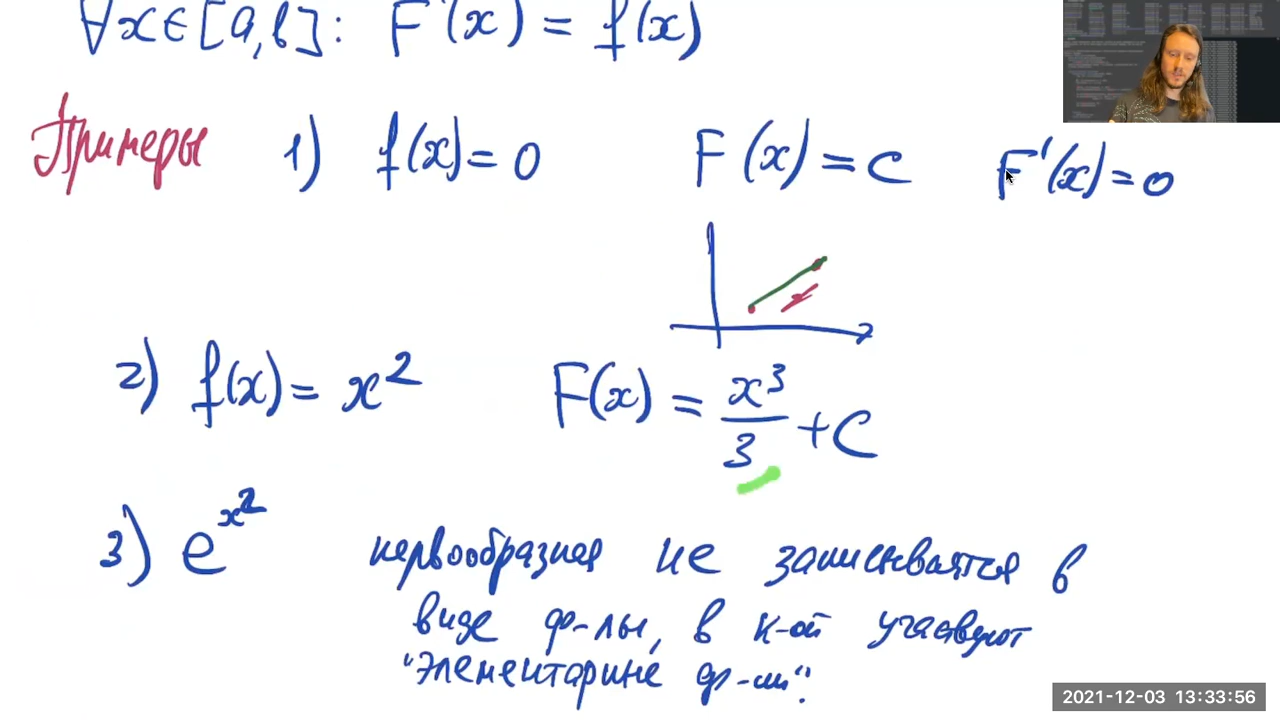 ∀x∈[a,b]: F'(x) = f(x)
Примеры 1) f(x)=0 F(x)=C F'(x)=0
2) f(x)= x² F(x) = x³/3 + C
3) e^{x²} первообразная не записывается в
виде ф-лы, в к-ой участвуют
"Элементарные ф-ии".
2021-12-03 13:33:56